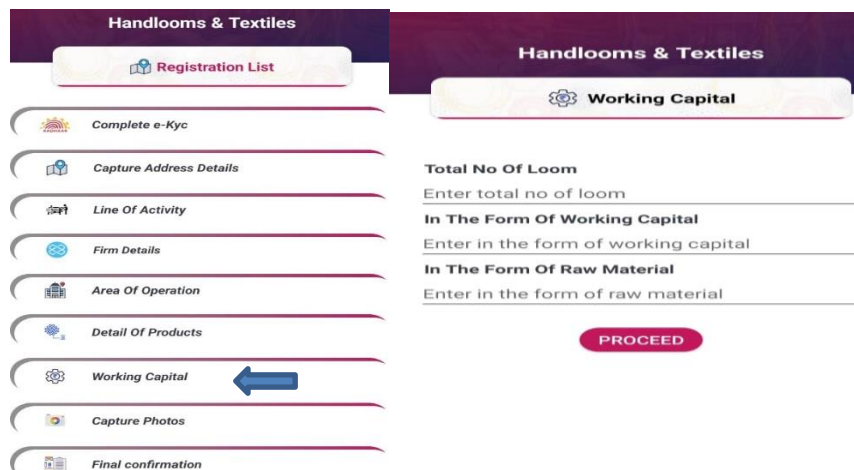 Handlooms & Textiles
Registration List
AADHAAR
Complete e-Kyc
Capture Address Details
Line Of Activity
Firm Details
Area Of Operation
Detail Of Products
Working Capital
Capture Photos
Final confirmation
Handlooms & Textiles
Working Capital
Total No Of Loom
Enter total no of loom
In The Form Of Working Capital
Enter in the form of working capital
In The Form Of Raw Material
Enter in the form of raw material
PROCEED